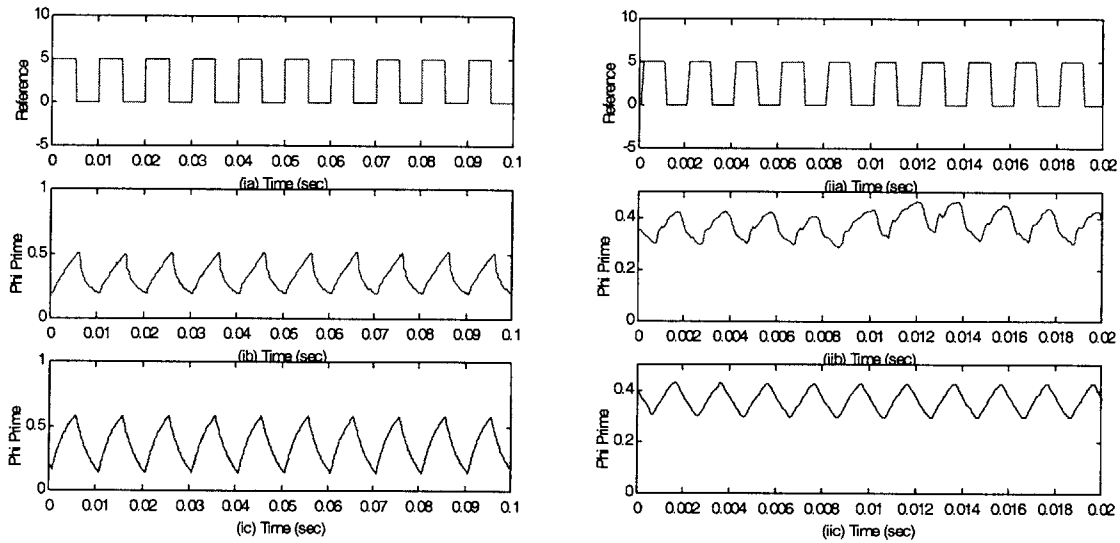 10
5
0
-5
Reference
0 0.01 0.02 0.03 0.04 0.05 0.06 0.07 0.08 0.09 0.1
(ia) Time (sec)
1
0.5
0
Phi Prime
0 0.01 0.02 0.03 0.04 0.05 0.06 0.07 0.08 0.09 0.1
(ib) Time (sec)
1
0.5
0
Phi Prime
0 0.01 0.02 0.03 0.04 0.05 0.06 0.07 0.08 0.09 0.1
(ic) Time (sec)
10
5
0
-5
Reference
0 0.002 0.004 0.006 0.008 0.01 0.012 0.014 0.016 0.018 0.02
(iia) Time (sec)
0.4
0.2
0
Phi Prime
0 0.002 0.004 0.006 0.008 0.01 0.012 0.014 0.016 0.018 0.02
(iib) Time (sec)
0.4
0.2
0
Phi Prime
0 0.002 0.004 0.006 0.008 0.01 0.012 0.014 0.016 0.018 0.02
(iic) Time (sec)